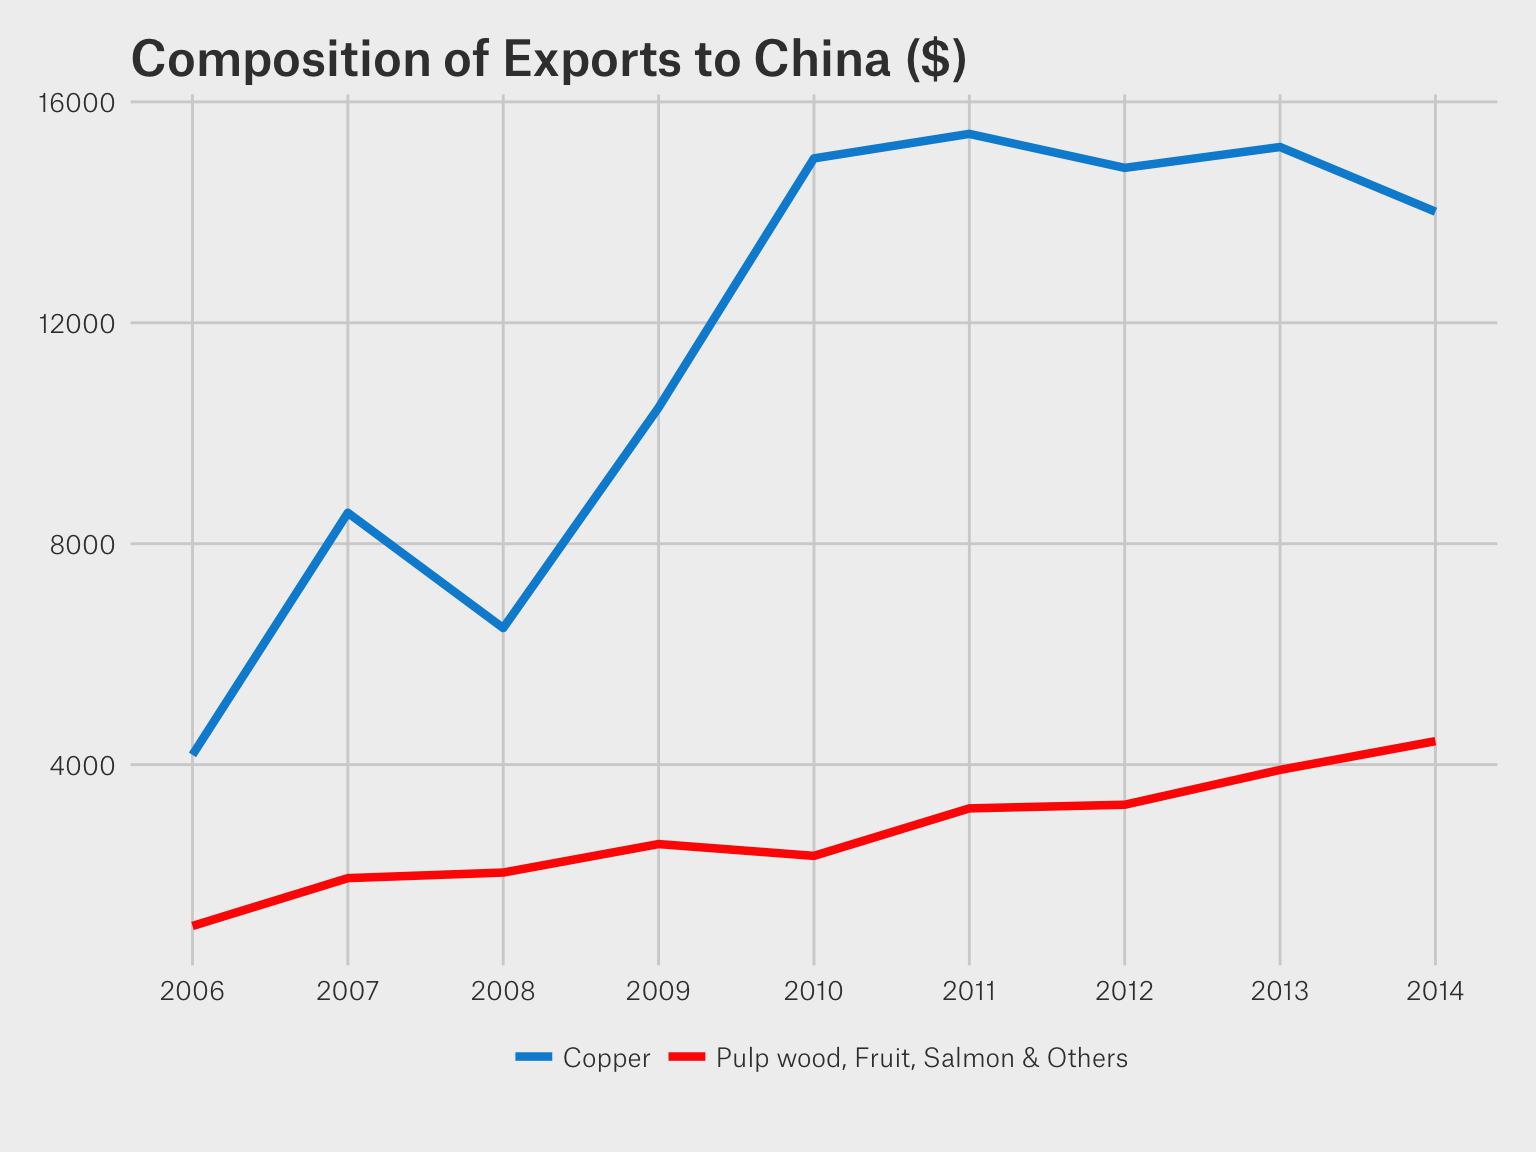 Composition of Exports to China ($)
16000
12000
8000
4000
2006 2007 2008 2009 2010 2011 2012 2013 2014
Copper Pulp wood, Fruit, Salmon & Others